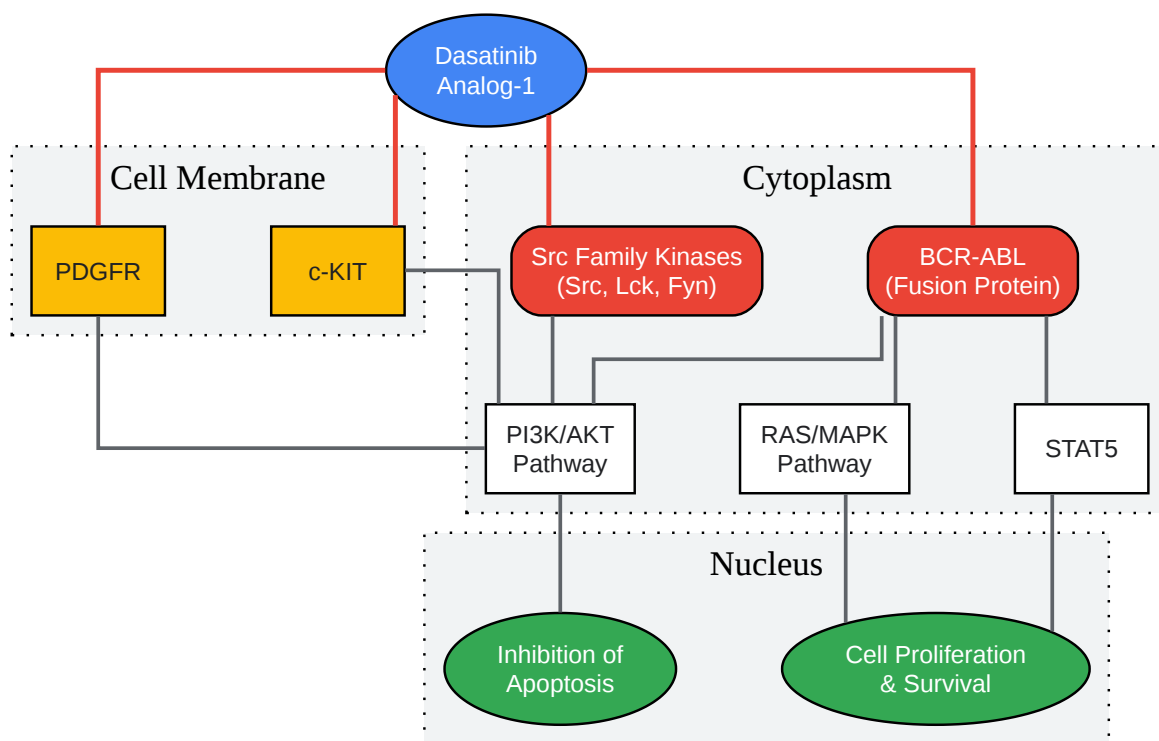 Dasatinib
Analog-1
Cell Membrane
Cytoplasm
PDGFR
c-KIT
Src Family Kinases
(Src, Lck, Fyn)
BCR-ABL
(Fusion Protein)
PI3K/AKT
Pathway
RAS/MAPK
Pathway
STAT5
Nucleus
Inhibition of
Apoptosis
Cell Proliferation
& Survival